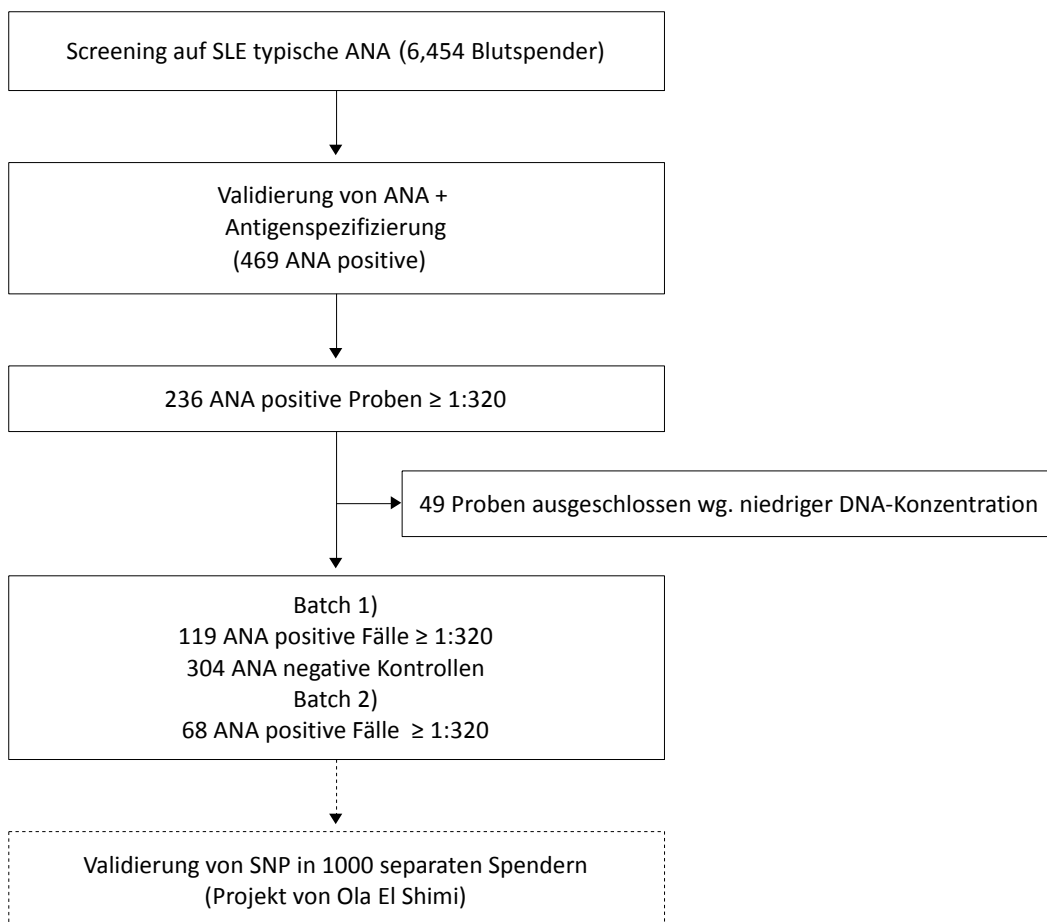 Screening auf SLE typische ANA (6,454 Blutspender)
Validierung von ANA +
Antigenspezifizierung
(469 ANA positive)
236 ANA positive Proben ≥ 1:320
49 Proben ausgeschlossen wg. niedriger DNA-Konzentration
Batch 1)
119 ANA positive Fälle ≥ 1:320
304 ANA negative Kontrollen
Batch 2)
68 ANA positive Fälle ≥ 1:320
Validierung von SNP in 1000 separaten Spendern
(Projekt von Ola El Shimi)